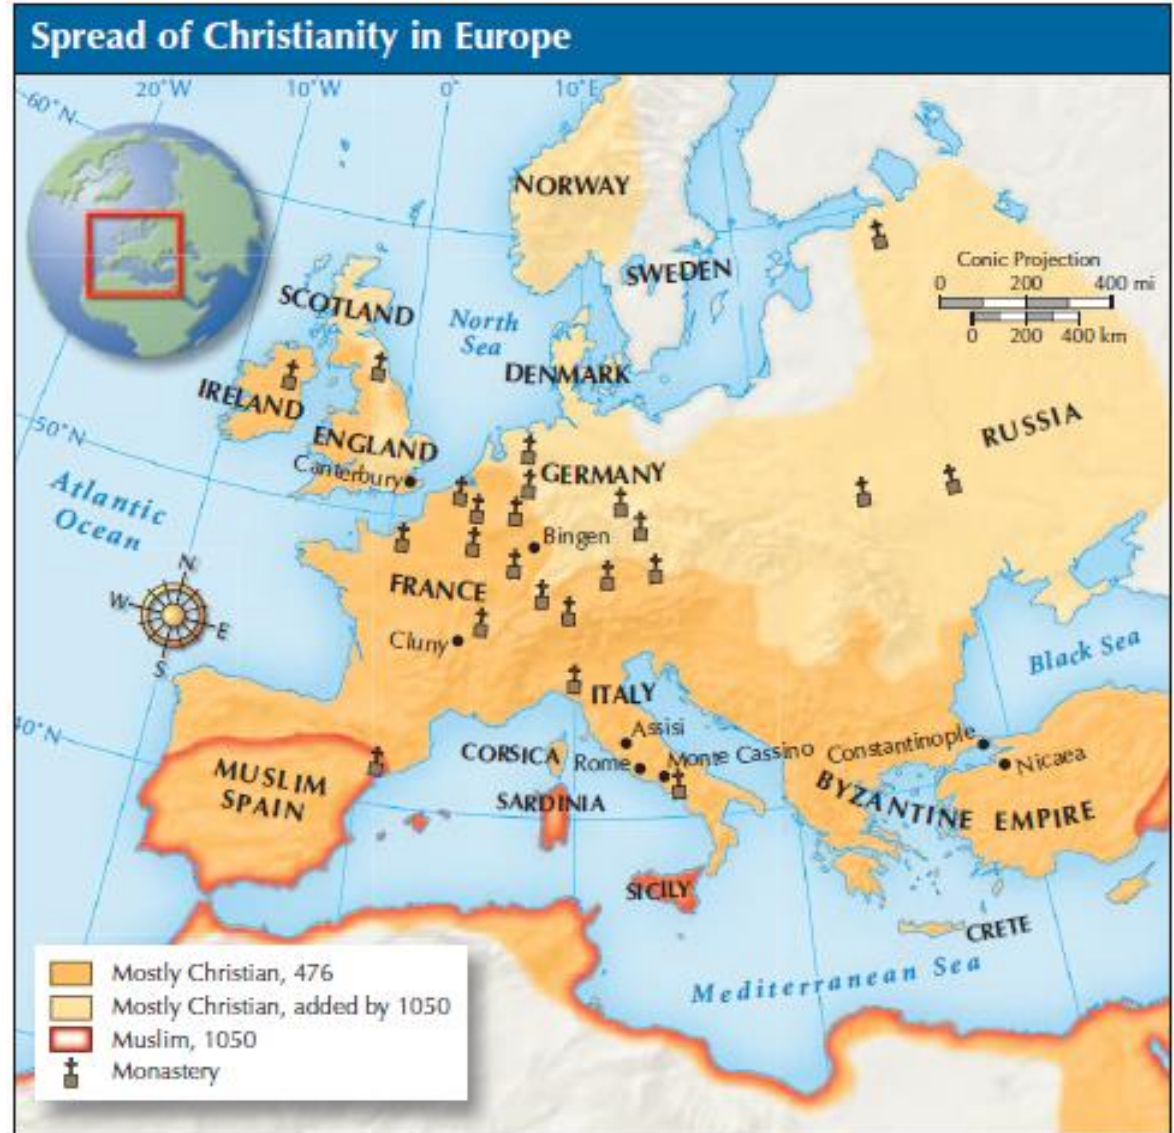 Spread of Christianity in Europe
60°N
20°W
10°W
0°
10°E
NORWAY
SWEDEN
Conic Projection
0 200 400 mi
0 200 400 km
SCOTLAND
North
Sea
DENMARK
IRELAND
50°N
ENGLAND
Canterbury
RUSSIA
GERMANY
Atlantic
Ocean
Bingen
N
W
E
S
FRANCE
Cluny
Black Sea
40°N
ITALY
Assisi
CORSICA
Rome
Monte Cassino
Constantinople
Nicaea
MUSLIM
SPAIN
SARDINIA
BYZANTINE EMPIRE
SICILY
CRETE
Mediterranean Sea
Mostly Christian, 476
Mostly Christian, added by 1050
Muslim, 1050
Monastery